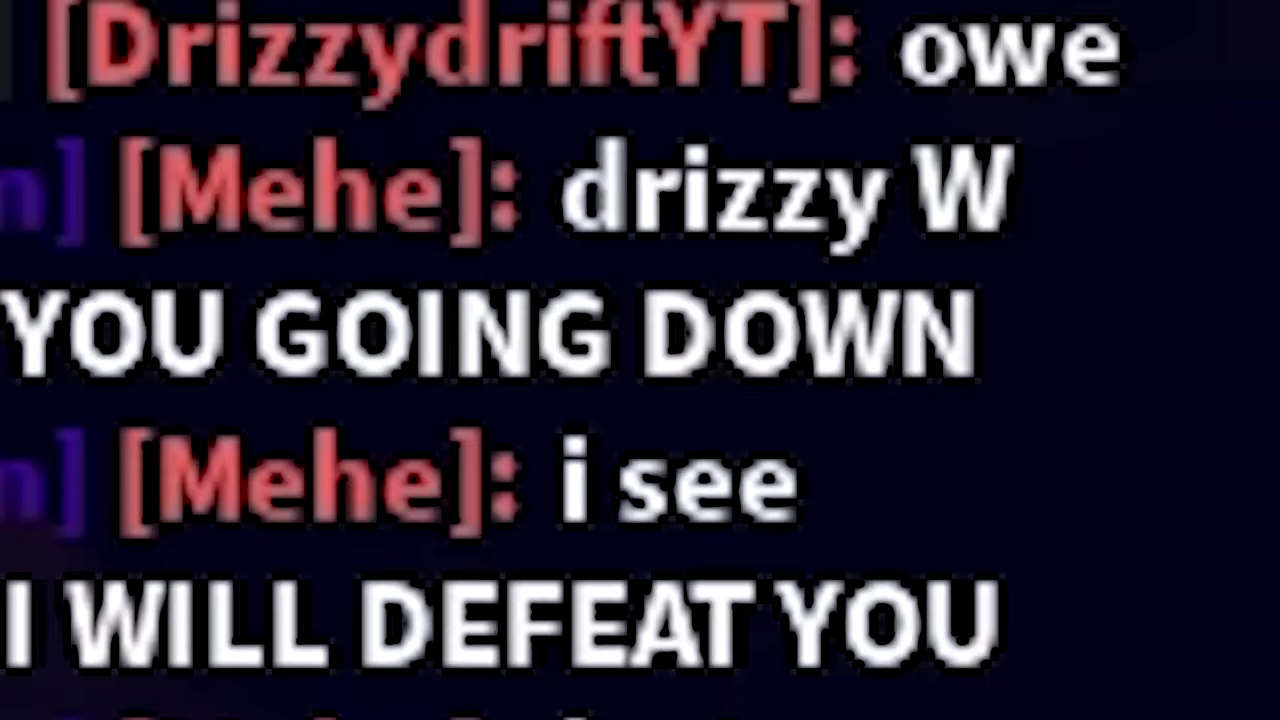 [DrizzydriftYT]: owe
n] [Mehe]: drizzy W
YOU GOING DOWN
n] [Mehe]: i see
I WILL DEFEAT YOU